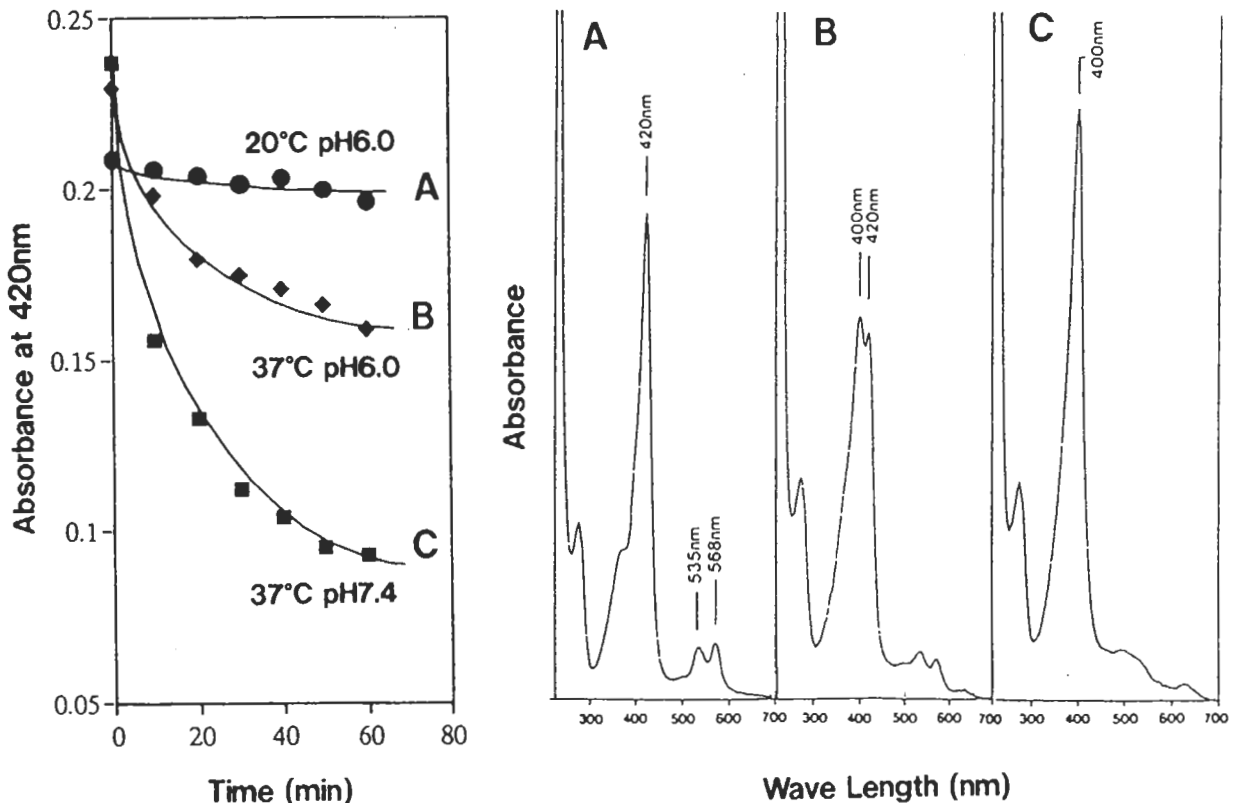 0.25
0.2
0.15
0.1
0.05
0
20
40
60
80
Absorbance at 420nm
Time (min)
20°C pH6.0
A
B
37°C pH6.0
C
37°C pH7.4
Absorbance
Wave Length (nm)
A
420nm
535nm
568nm
300 400 500 600 700
B
400nm
420nm
300 400 500 600 700
C
400nm
300 400 500 600 700